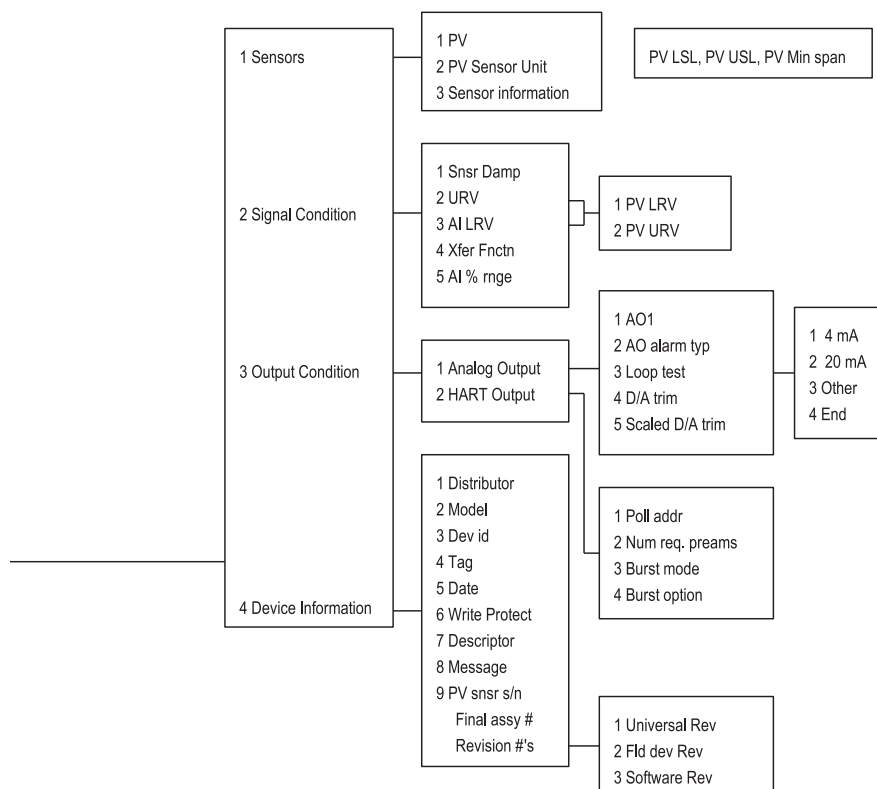 1 Sensors
2 Signal Condition
3 Output Condition
4 Device Information
1 PV
2 PV Sensor Unit
3 Sensor information
PV LSL, PV USL, PV Min span
1 Snsr Damp
2 URV
3 AI LRV
4 Xfer Fnctn
5 AI % rnge
1 PV LRV
2 PV URV
1 Analog Output
2 HART Output
1 AO1
2 AO alarm typ
3 Loop test
4 D/A trim
5 Scaled D/A trim
1 4 mA
2 20 mA
3 Other
4 End
1 Poll addr
2 Num req. preams
3 Burst mode
4 Burst option
1 Distributor
2 Model
3 Dev id
4 Tag
5 Date
6 Write Protect
7 Descriptor
8 Message
9 PV snsr s/n
Final assy #
Revision #'s
1 Universal Rev
2 Fld dev Rev
3 Software Rev